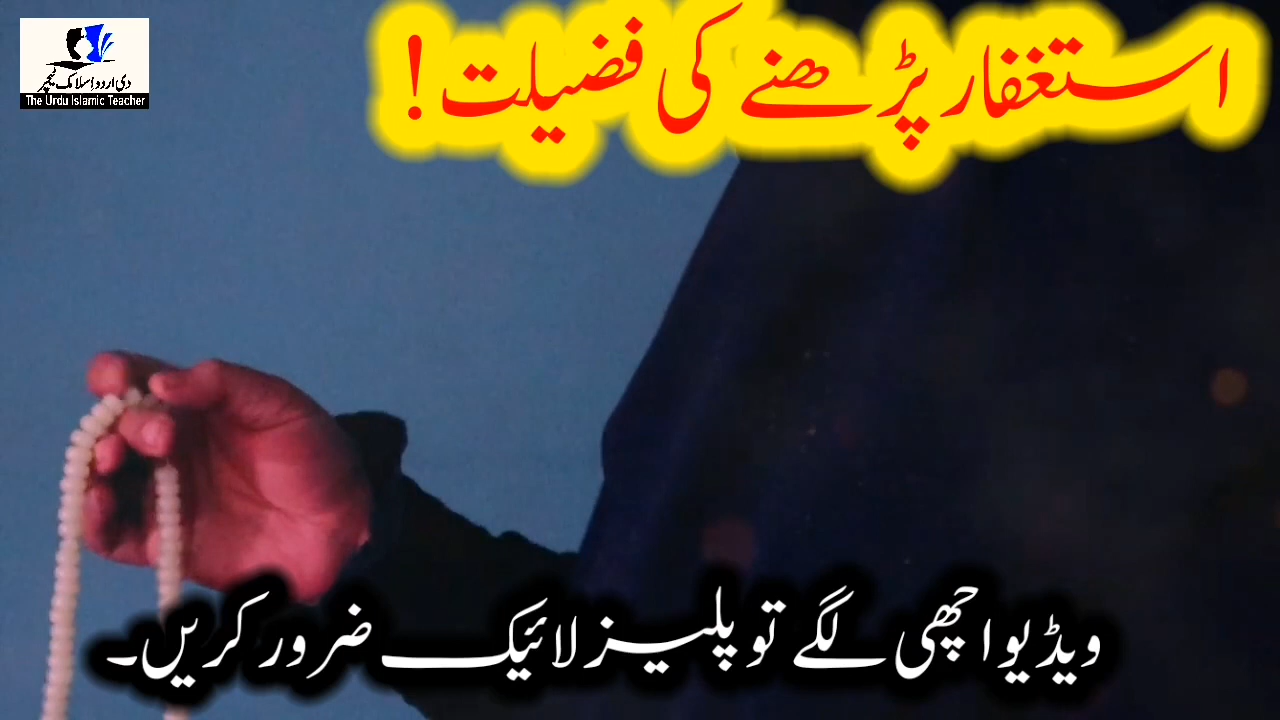 استغفار پڑھنے کی فضیلت!
دی اردو اسلامک ٹیچر
The Urdu Islamic Teacher
ویڈیو اچھی لگے تو پلیز لائیک ضرور کریں۔